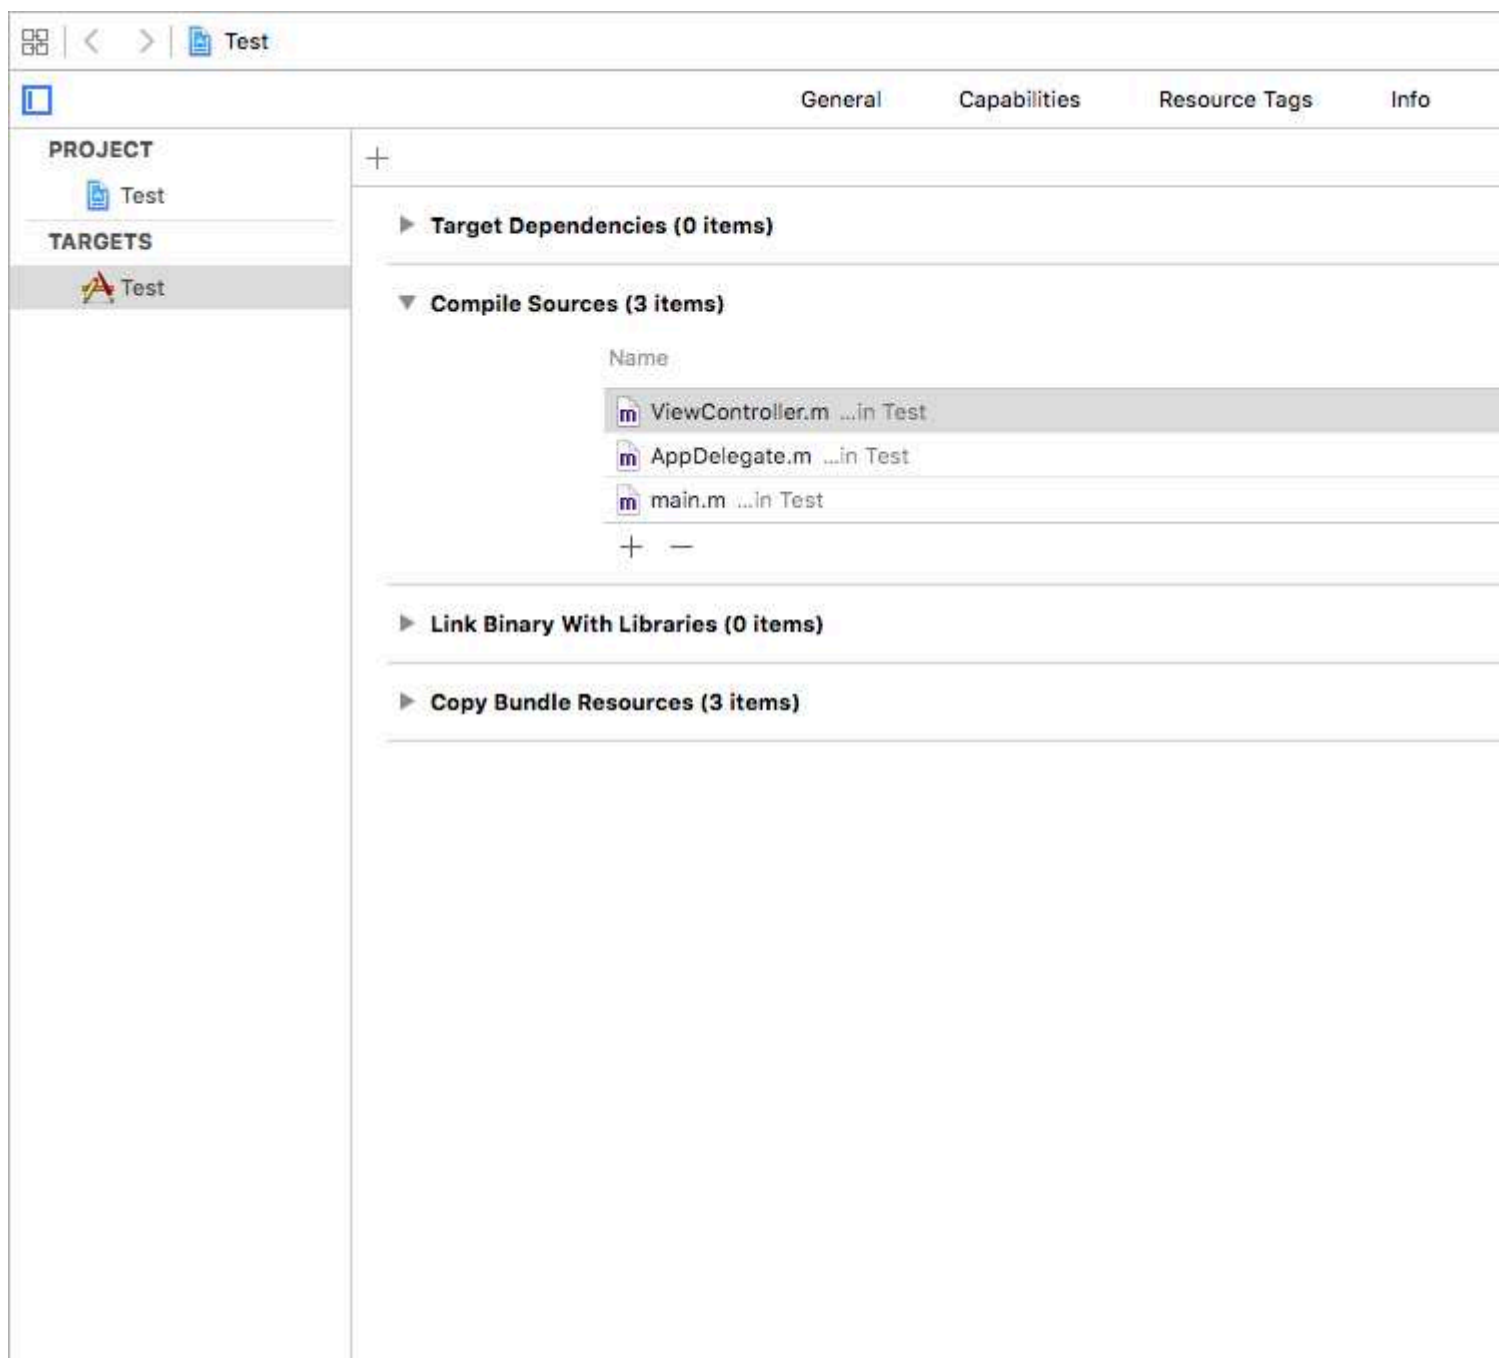 Test
General Capabilities Resource Tags Info
PROJECT
Test
TARGETS
Test
Target Dependencies (0 items)
Compile Sources (3 items)
Name
m ViewController.m ...in Test
m AppDelegate.m ...in Test
m main.m ...in Test
Link Binary With Libraries (0 items)
Copy Bundle Resources (3 items)